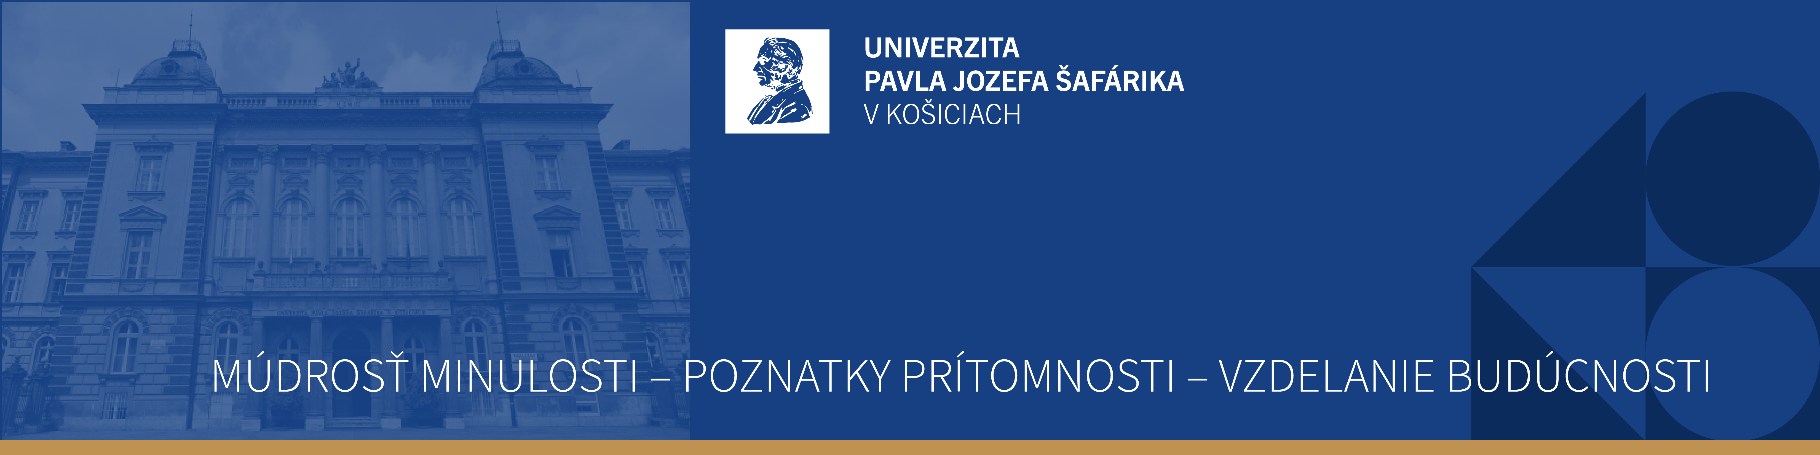 UNIVERZITA
PAVLA JOZEFA ŠAFÁRIKA
V KOŠICIACH
MÚDROSŤ MINULOSTI – POZNATKY PRÍTOMNOSTI – VZDELANIE BUDÚCNOSTI